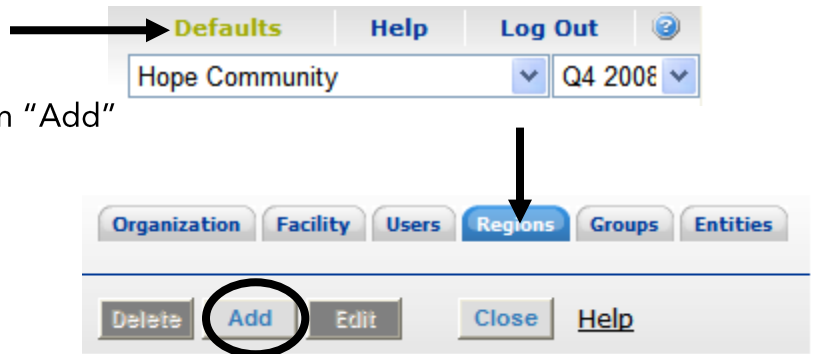 Defaults Help Log Out
Hope Community Q4 2008
"Add"
Organization Facility Users Regions Groups Entities
Delete Add Edit Close Help